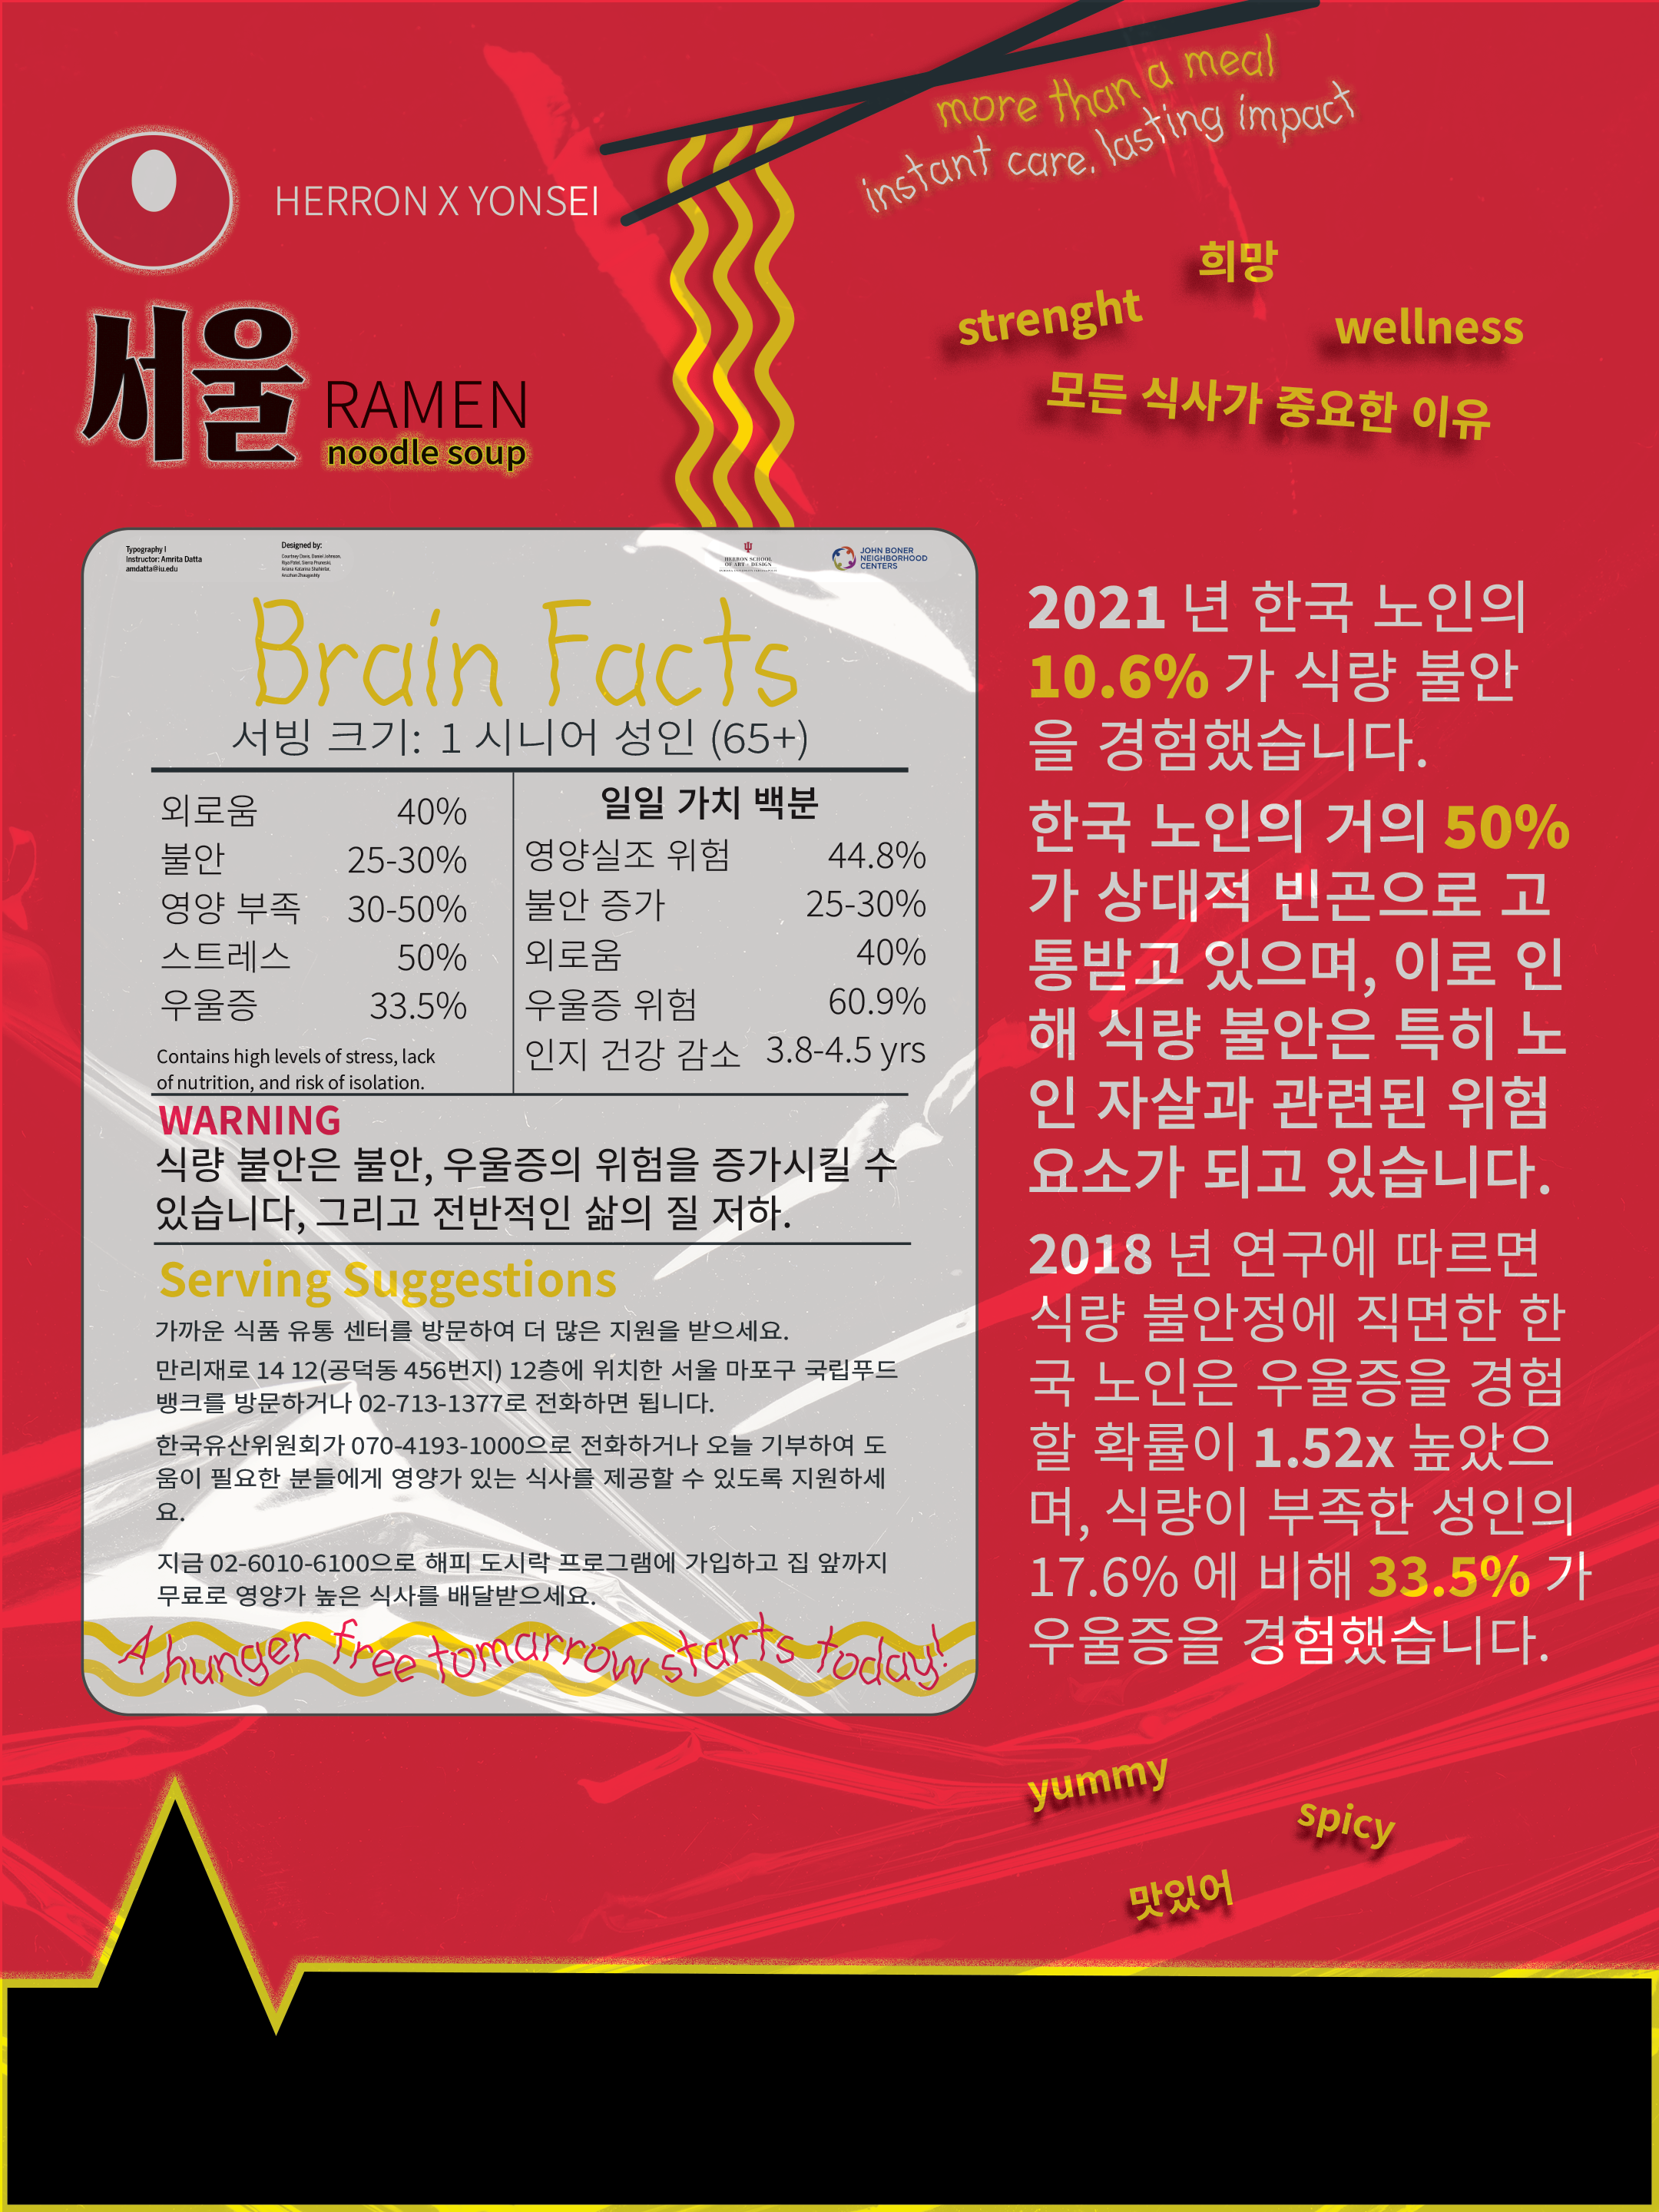 more than a meal
instant care. lasting impact
HERRON X YONSEI
희망
strenght
wellness
모든 식사가 중요한 이유
서울 RAMEN
noodle soup
Typography I
Instructor: Amrita Datta
amdatta@iu.edu
Designed by:
HERRON SCHOOL
OF ART + DESIGN
JOHN BONER
NEIGHBORHOOD
CENTERS
Brain Facts
서빙 크기: 1 시니어 성인 (65+)
외로움 40%
불안 25-30%
영양 부족 30-50%
스트레스 50%
우울증 33.5%
Contains high levels of stress, lack
of nutrition, and risk of isolation.
일일 가치 백분
영양실조 위험 44.8%
불안 증가 25-30%
외로움 40%
우울증 위험 60.9%
인지 건강 감소 3.8-4.5 yrs
WARNING
식량 불안은 불안, 우울증의 위험을 증가시킬 수
있습니다, 그리고 전반적인 삶의 질 저하.
Serving Suggestions
가까운 식품 유통 센터를 방문하여 더 많은 지원을 받으세요.
만리재로 14 12(공덕동 456번지) 12층에 위치한 서울 마포구 국립푸드
뱅크를 방문하거나 02-713-1377로 전화하면 됩니다.
한국유산위원회가 070-4193-1000으로 전화하거나 오늘 기부하여 도
움이 필요한 분들에게 영양가 있는 식사를 제공할 수 있도록 지원하세
요.
지금 02-6010-6100으로 해피 도시락 프로그램에 가입하고 집 앞까지
무료로 영양가 높은 식사를 배달받으세요.
A hunger free tomarrow starts today!
2021 년 한국 노인의
10.6% 가 식량 불안
을 경험했습니다.
한국 노인의 거의 50%
가 상대적 빈곤으로 고
통받고 있으며, 이로 인
해 식량 불안은 특히 노
인 자살과 관련된 위험
요소가 되고 있습니다.
2018 년 연구에 따르면
식량 불안정에 직면한 한
국 노인은 우울증을 경험
할 확률이 1.52x 높았으
며, 식량이 부족한 성인의
17.6% 에 비해 33.5% 가
우울증을 경험했습니다.
yummy
spicy
맛있어